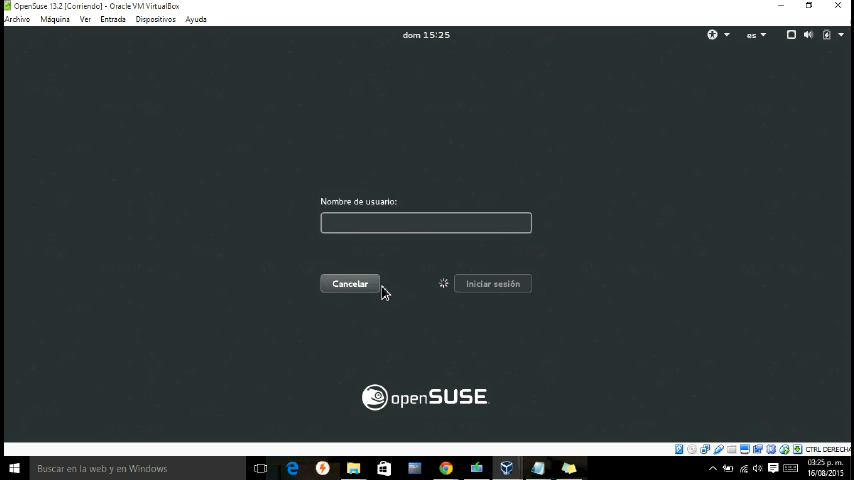 OpenSuse 13.2 [Corriendo] - Oracle VM VirtualBox
Archivo Máquina Ver Entrada Dispositivos Ayuda
dom 15:25
es
Nombre de usuario:
Cancelar
Iniciar sesión
openSUSE
CTRL DERECHA
Buscar en la web y en Windows
03:25 p. m.
16/08/2015